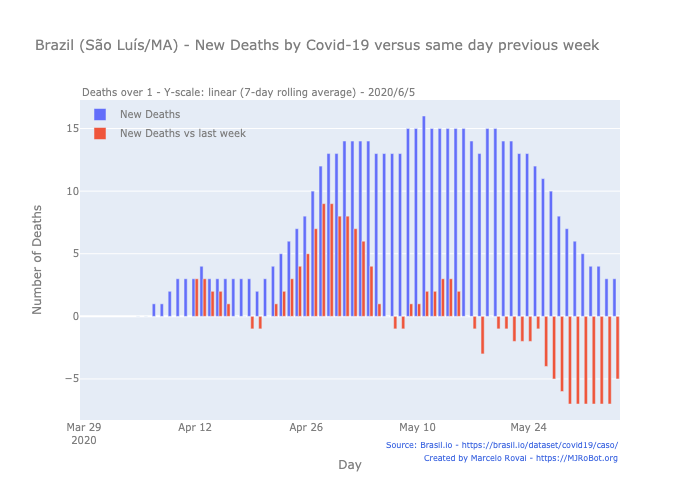 Brazil (São Luís/MA) - New Deaths by Covid-19 versus same day previous week
Deaths over 1 - Y-scale: linear (7-day rolling average) - 2020/6/5
New Deaths
New Deaths vs last week
Number of Deaths
15
10
5
0
−5
Mar 29
2020
Apr 12
Apr 26
May 10
May 24
Day
Source: Brasil.io - https://brasil.io/dataset/covid19/caso/
Created by Marcelo Rovai - https://MJRoBot.org